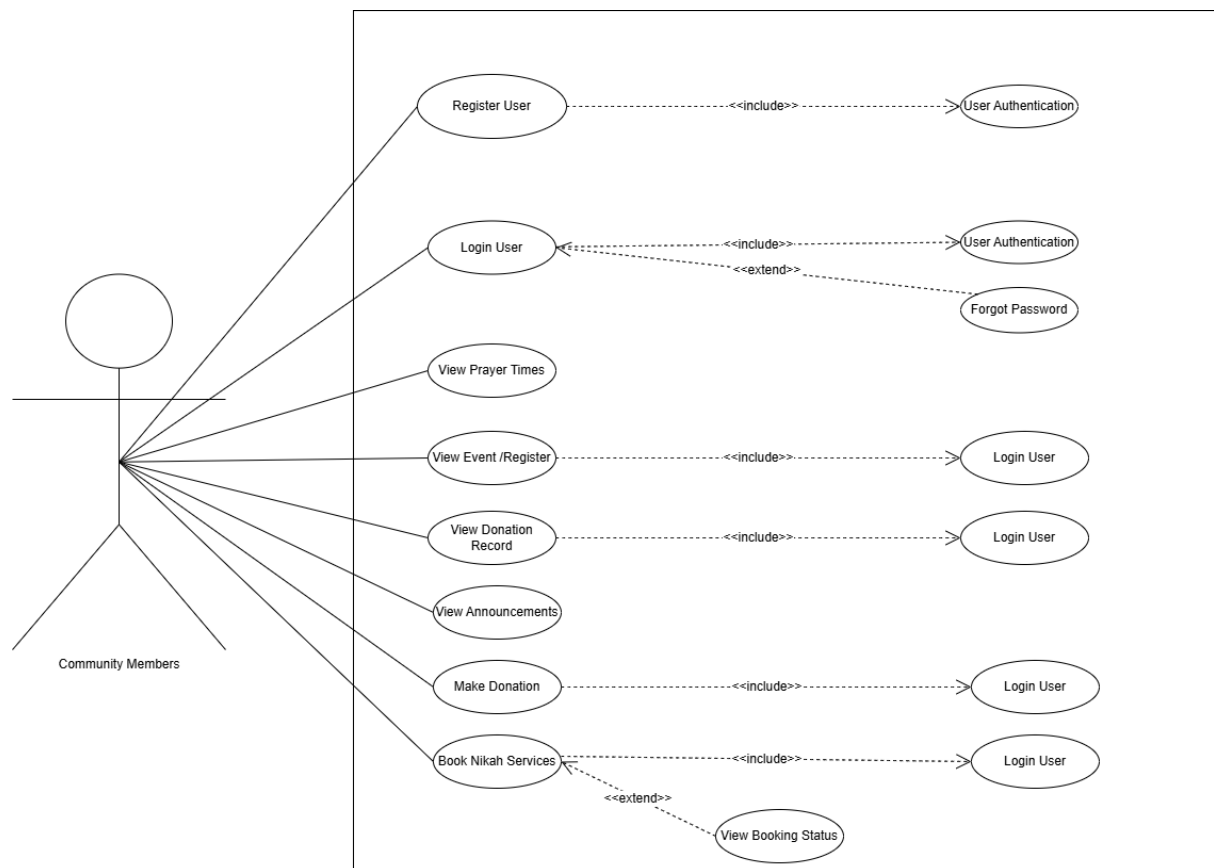 Register User
<<include>>
User Authentication
Login User
<<include>>
User Authentication
<<extend>>
Forgot Password
View Prayer Times
View Event /Register
<<include>>
Login User
View Donation
Record
<<include>>
Login User
View Announcements
Community Members
Make Donation
<<include>>
Login User
Book Nikah Services
<<include>>
Login User
<<extend>>
View Booking Status